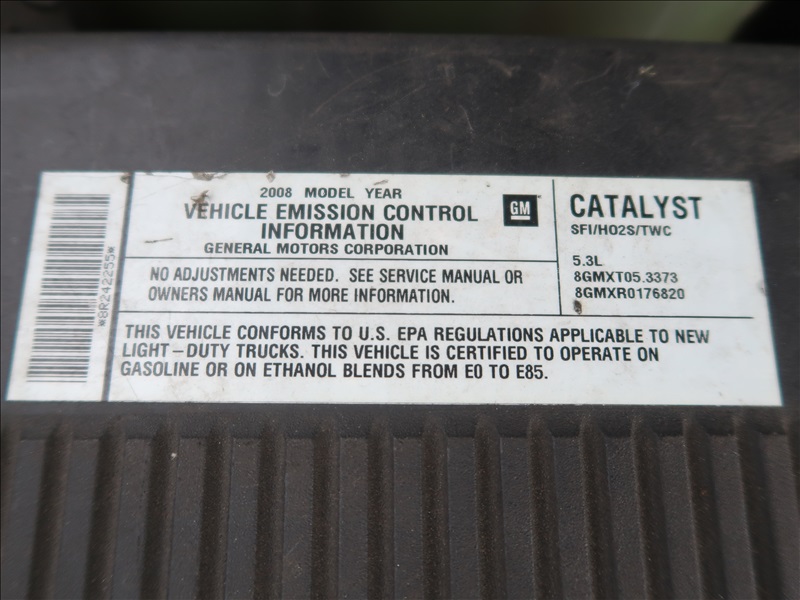 *8R242255*
2008 MODEL YEAR
VEHICLE EMISSION CONTROL
INFORMATION
GENERAL MOTORS CORPORATION
GM
NO ADJUSTMENTS NEEDED. SEE SERVICE MANUAL OR
OWNERS MANUAL FOR MORE INFORMATION.
CATALYST
SFI/HO2S/TWC
5.3L
8GMXT05.3373
8GMXR0176820
THIS VEHICLE CONFORMS TO U.S. EPA REGULATIONS APPLICABLE TO NEW
LIGHT-DUTY TRUCKS. THIS VEHICLE IS CERTIFIED TO OPERATE ON
GASOLINE OR ON ETHANOL BLENDS FROM E0 TO E85.